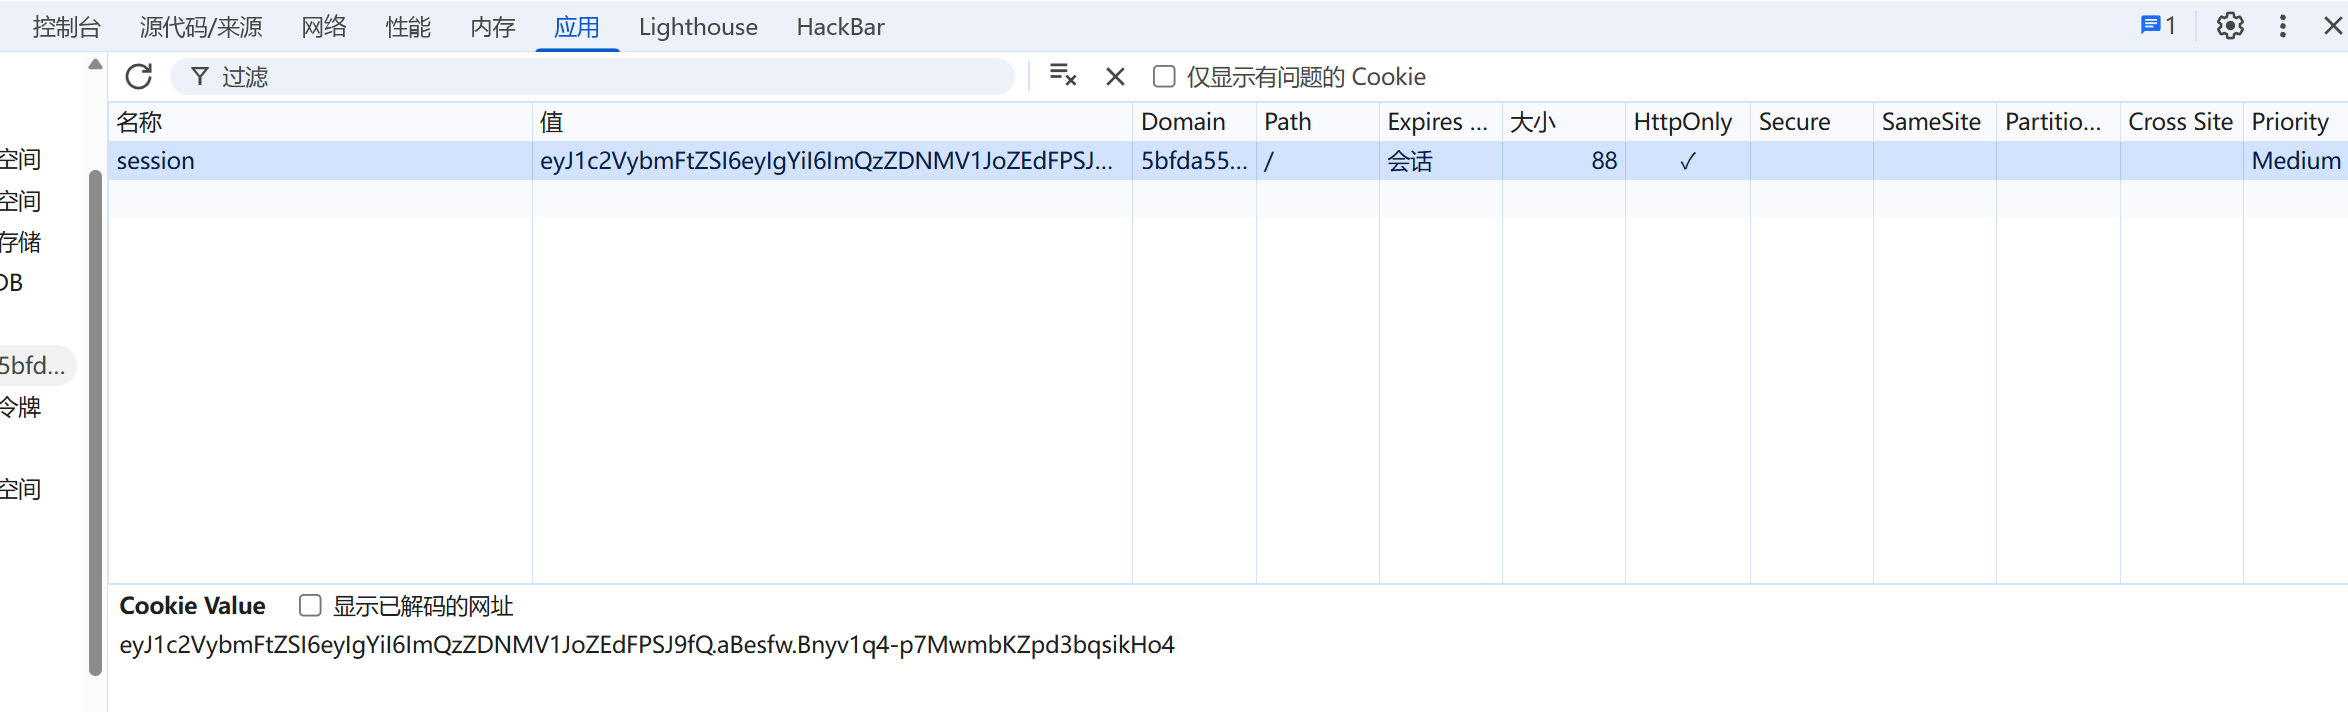 控制台 源代码/来源 网络 性能 内存 应用 Lighthouse HackBar 1
过滤 仅显示有问题的 Cookie
名称 值 Domain Path Expires ... 大小 HttpOnly Secure SameSite Partitio... Cross Site Priority
session eyJ1c2VybmFtZSI6eyIgYiI6ImQzZDNMV1JoZEdFPSJ... 5bfda55... / 会话 88 ✓ Medium
空间
空间
存储
DB
5bfd...
令牌
空间
Cookie Value 显示已解码的网址
eyJ1c2VybmFtZSI6eyIgYiI6ImQzZDNMV1JoZEdFPSJ9fQ.aBesfw.Bnyv1q4-p7MwmbKZpd3bqsikHo4